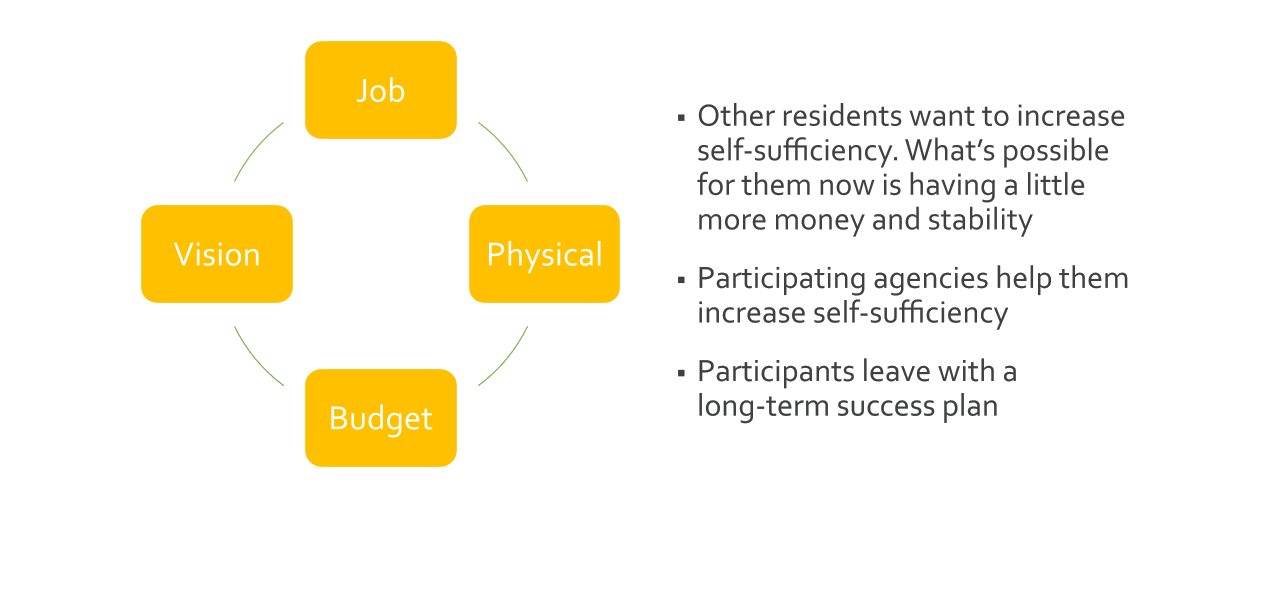 Job
Vision
Physical
Budget
▪ Other residents want to increase
self-sufficiency. What’s possible
for them now is having a little
more money and stability
▪ Participating agencies help them
increase self-sufficiency
▪ Participants leave with a
long-term success plan